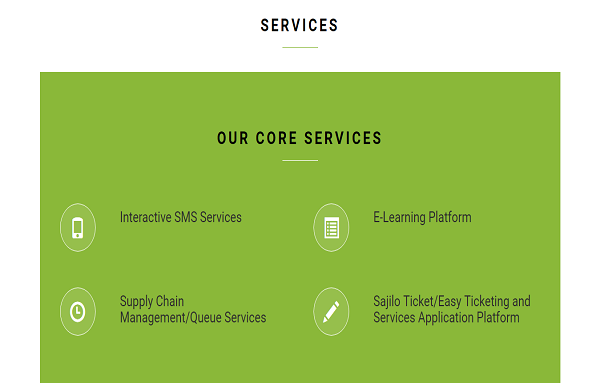 SERVICES
OUR CORE SERVICES
Interactive SMS Services
E-Learning Platform
Supply Chain
Management/Queue Services
Sajilo Ticket/Easy Ticketing and
Services Application Platform